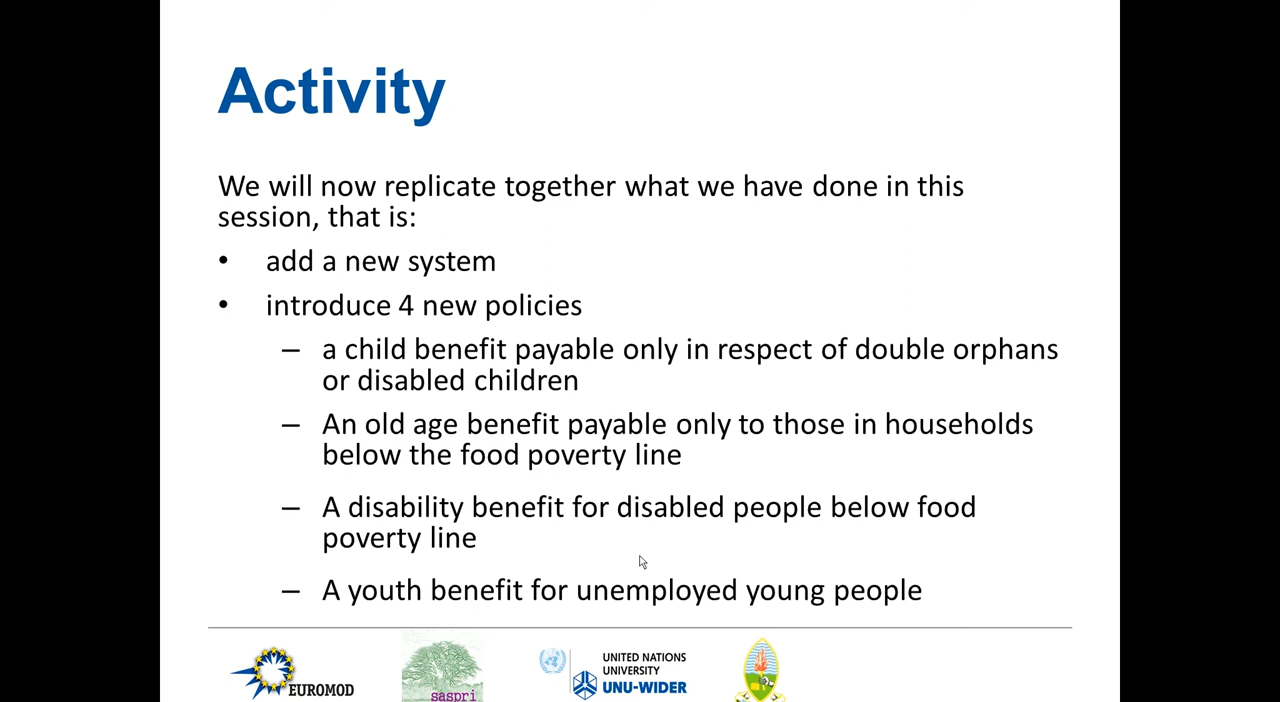 Activity
We will now replicate together what we have done in this
session, that is:
• add a new system
• introduce 4 new policies
– a child benefit payable only in respect of double orphans
or disabled children
– An old age benefit payable only to those in households
below the food poverty line
– A disability benefit for disabled people below food
poverty line
– A youth benefit for unemployed young people
EUROMOD
saspri
UNITED NATIONS
UNIVERSITY
UNU-WIDER